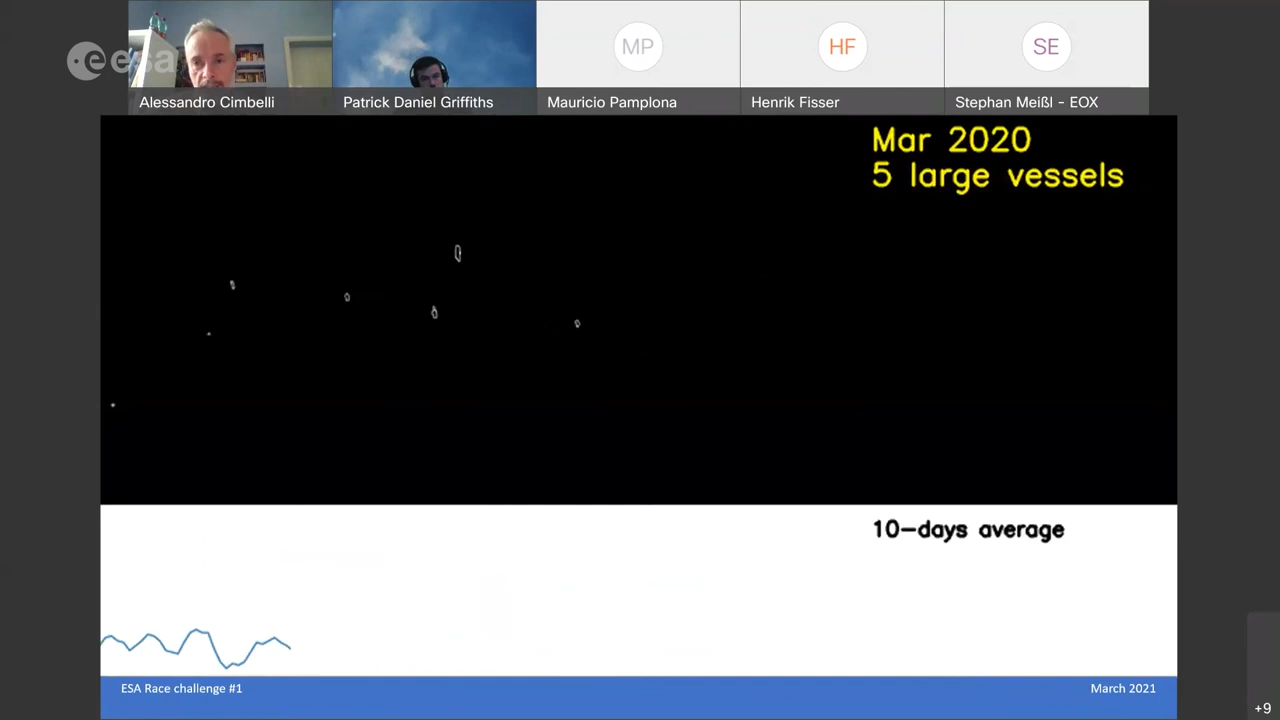 esa
Alessandro Cimbelli
Patrick Daniel Griffiths
MP
Mauricio Pamplona
HF
Henrik Fisser
SE
Stephan Meißl - EOX
Mar 2020
5 large vessels
10-days average
ESA Race challenge #1
March 2021
+9